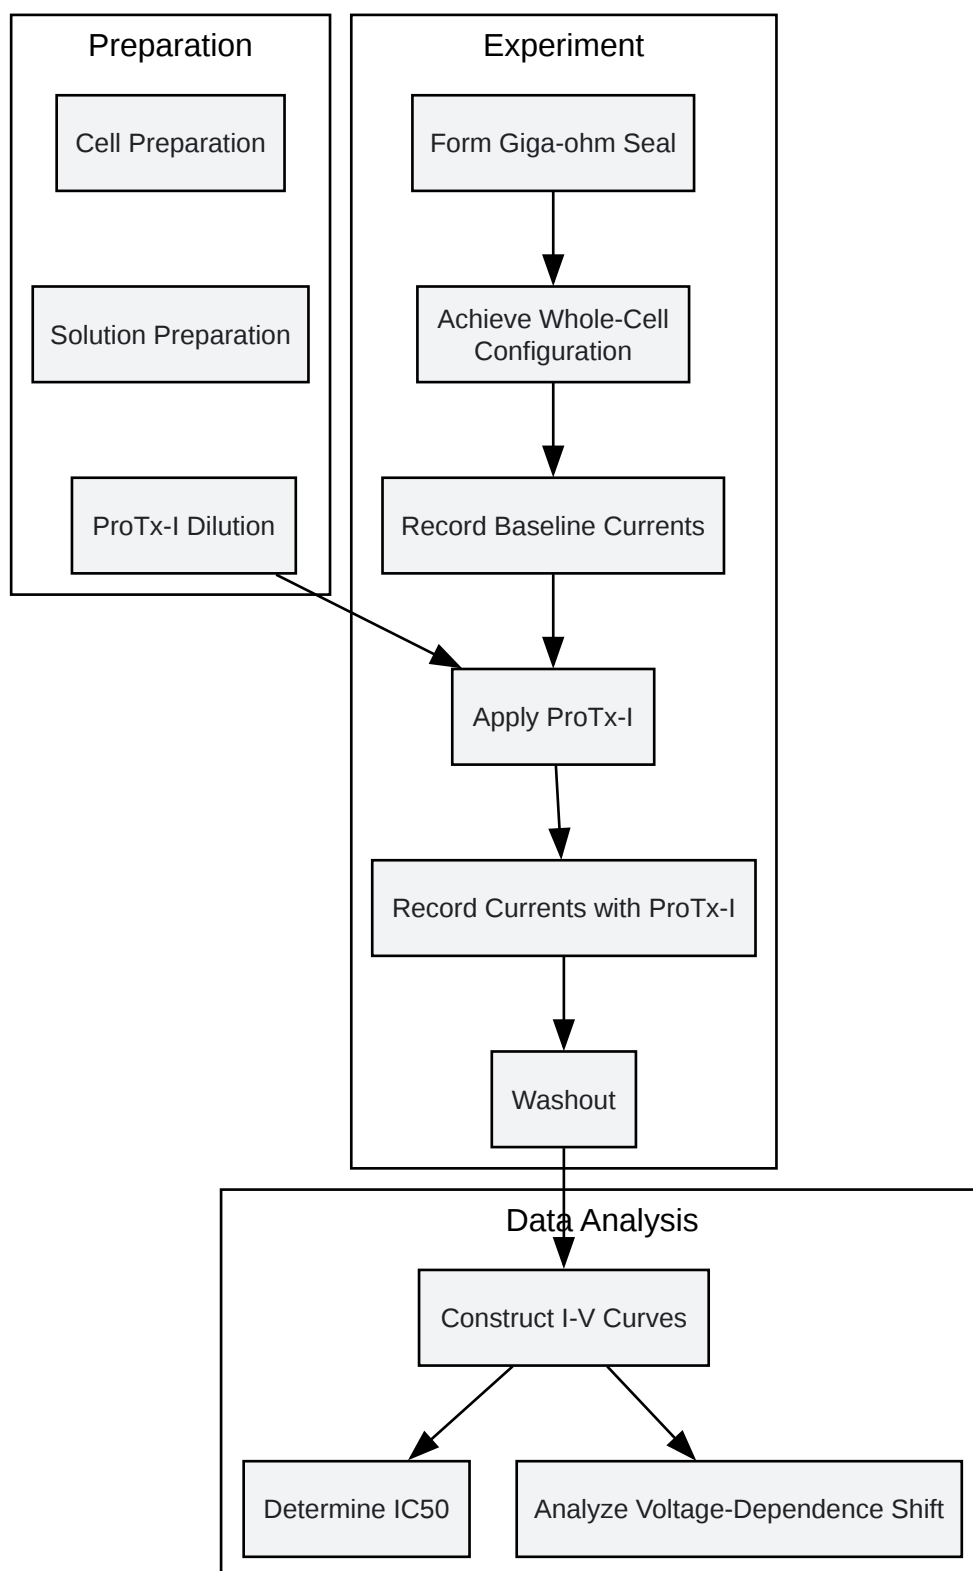 Preparation
Cell Preparation
Solution Preparation
ProTx-I Dilution
Experiment
Form Giga-ohm Seal
Achieve Whole-Cell
Configuration
Record Baseline Currents
Apply ProTx-I
Record Currents with ProTx-I
Washout
Data Analysis
Construct I-V Curves
Determine IC50
Analyze Voltage-Dependence Shift